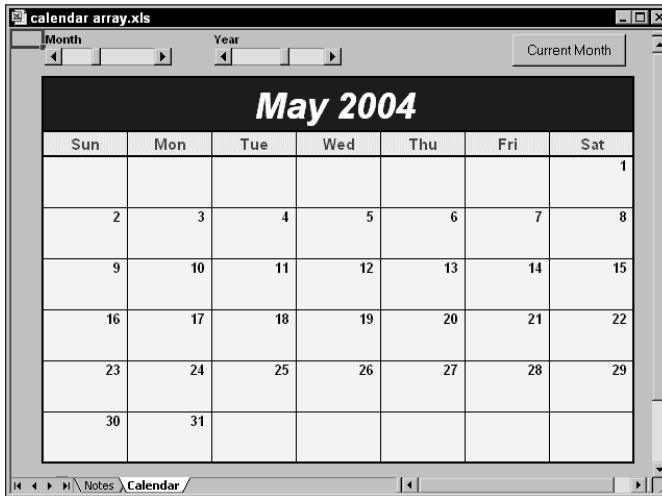 calendar array.xls
Month Year Current Month
May 2004
Sun Mon Tue Wed Thu Fri Sat
1
2 3 4 5 6 7 8
9 10 11 12 13 14 15
16 17 18 19 20 21 22
23 24 25 26 27 28 29
30 31
Notes Calendar